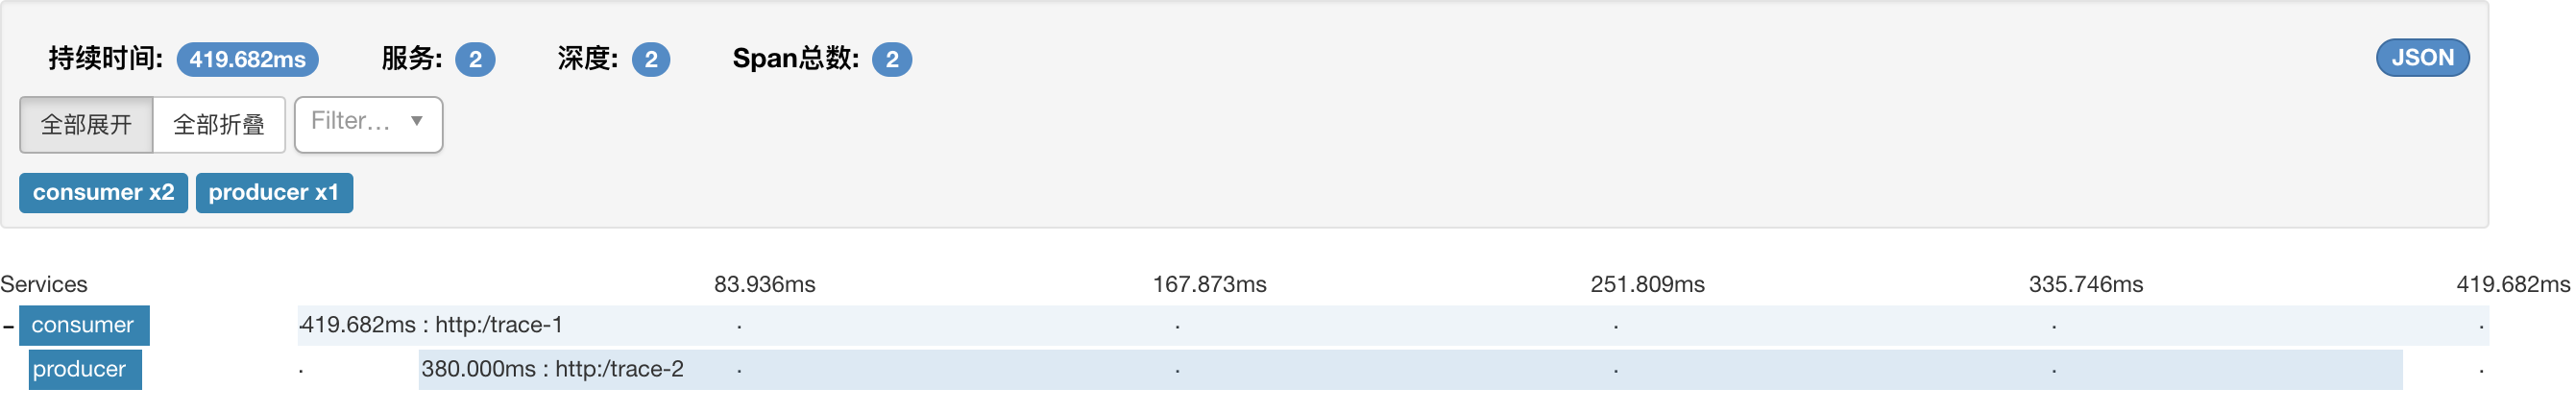 持续时间: 419.682ms 服务: 2 深度: 2 Span总数: 2 JSON
全部展开 全部折叠 Filter...
consumer x2 producer x1
Services 83.936ms 167.873ms 251.809ms 335.746ms 419.682ms
- consumer 419.682ms : http:/trace-1
producer 380.000ms : http:/trace-2